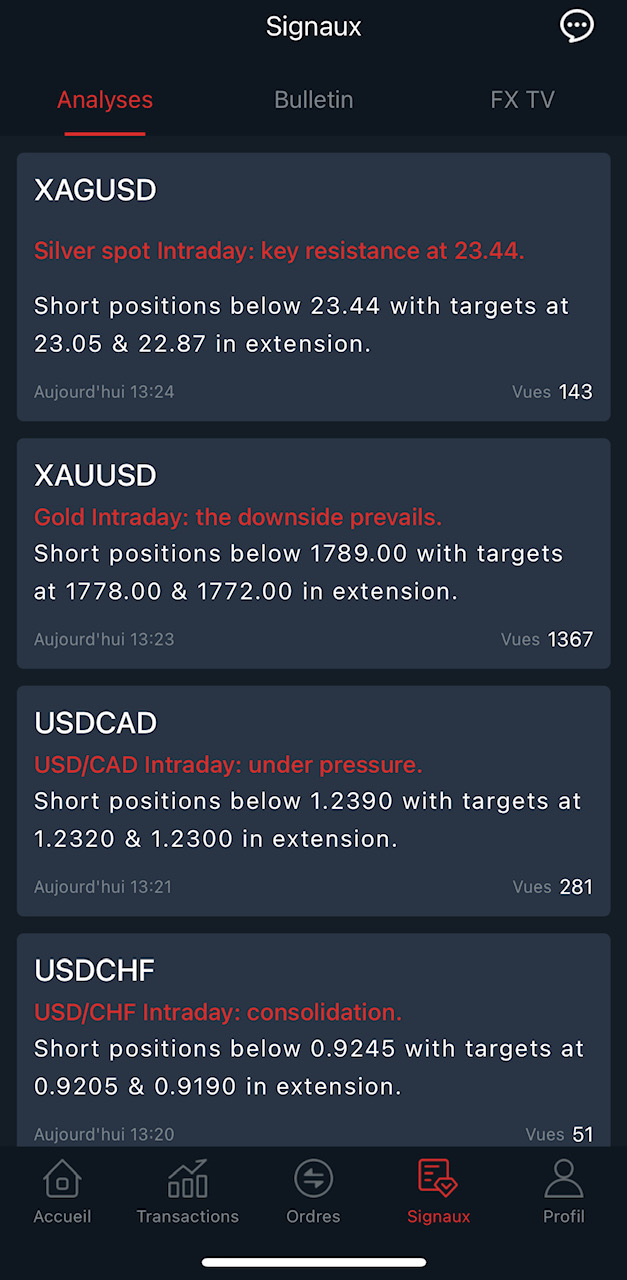 Signaux
Analyses
Bulletin
FX TV
XAGUSD
Silver spot Intraday: key resistance at 23.44.
Short positions below 23.44 with targets at
23.05 & 22.87 in extension.
Aujourd'hui 13:24
Vues 143
XAUUSD
Gold Intraday: the downside prevails.
Short positions below 1789.00 with targets
at 1778.00 & 1772.00 in extension.
Aujourd'hui 13:23
Vues 1367
USDCAD
USD/CAD Intraday: under pressure.
Short positions below 1.2390 with targets at
1.2320 & 1.2300 in extension.
Aujourd'hui 13:21
Vues 281
USDCHF
USD/CHF Intraday: consolidation.
Short positions below 0.9245 with targets at
0.9205 & 0.9190 in extension.
Aujourd'hui 13:20
Vues 51
Accueil
Transactions
Ordres
Signaux
Profil